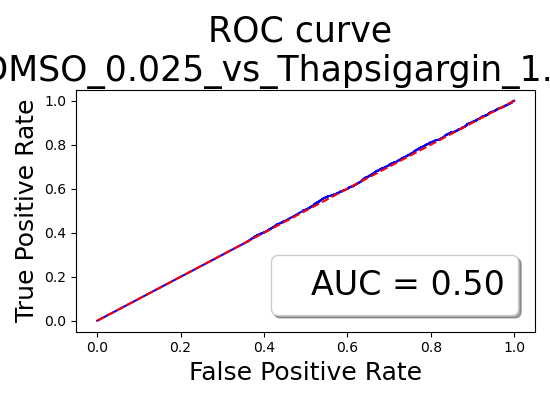 ROC curve
DMSO_0.025_vs_Thapsigargin_1.
True Positive Rate
1.0
0.8
0.6
0.4
0.2
0.0
AUC = 0.50
0.0 0.2 0.4 0.6 0.8 1.0
False Positive Rate